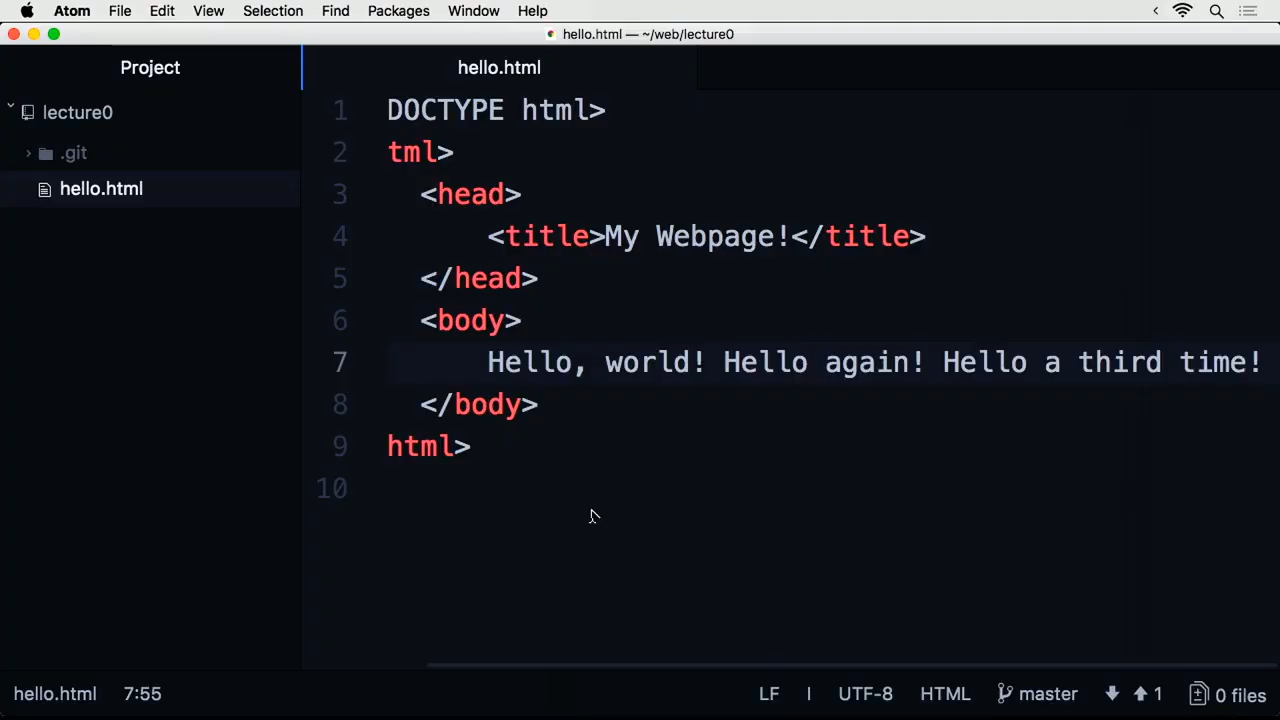 Atom File Edit View Selection Find Packages Window Help
hello.html — ~/web/lecture0
Project
hello.html
lecture0
.git
hello.html
1 DOCTYPE html>
2 tml>
3 <head>
4 <title>My Webpage!</title>
5 </head>
6 <body>
7 Hello, world! Hello again! Hello a third time!
8 </body>
9 html>
10
hello.html 7:55 LF | UTF-8 HTML master 1 0 files